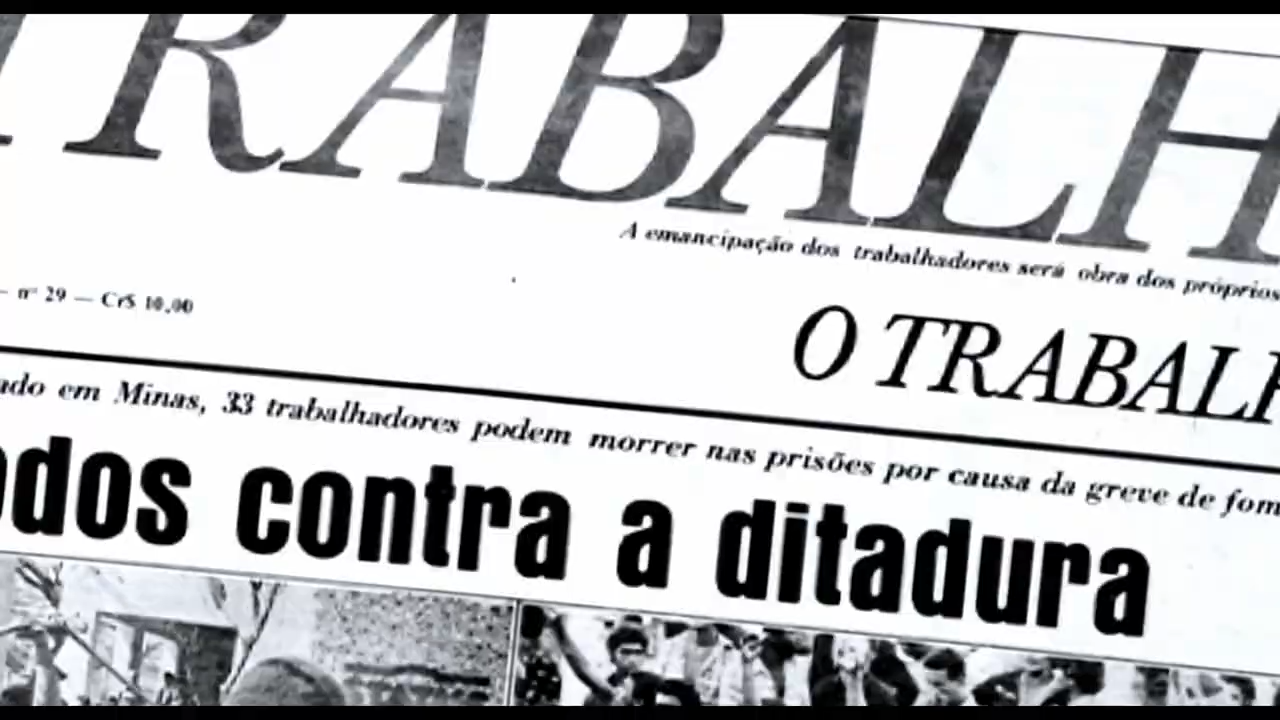 TRABALH
A emancipação dos trabalhadores será obra dos próprios
– nº 29 — Cr$ 10,00
O TRABALH
ado em Minas, 33 trabalhadores podem morrer nas prisões por causa da greve de fom
odos contra a ditadura